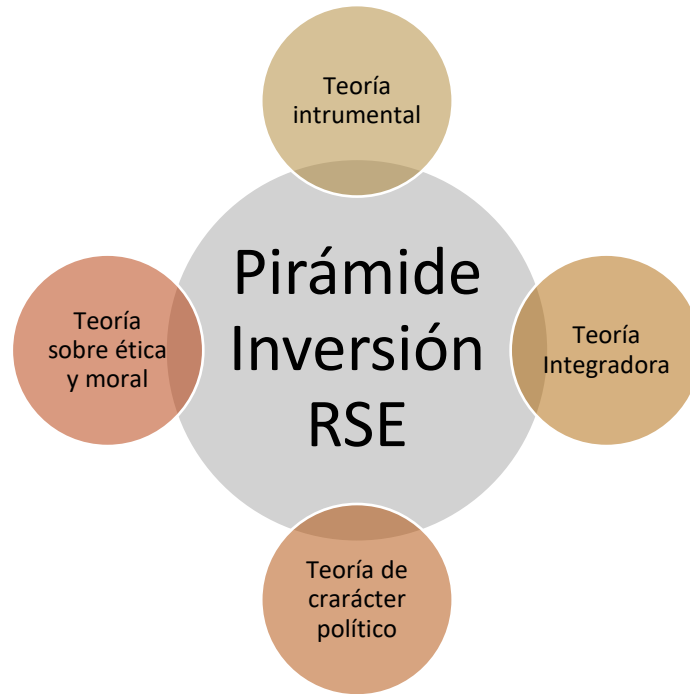 Teoría
intrumental
Pirámide
Inversión
RSE
Teoría
sobre ética
y moral
Teoría
Integradora
Teoría de
crarácter
político